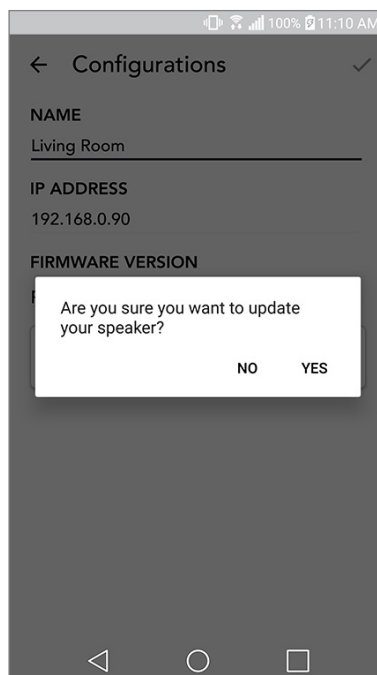 100% 11:10 AM
Configurations
NAME
Living Room
IP ADDRESS
192.168.0.90
FIRMWARE VERSION
Are you sure you want to update
your speaker?
NO YES